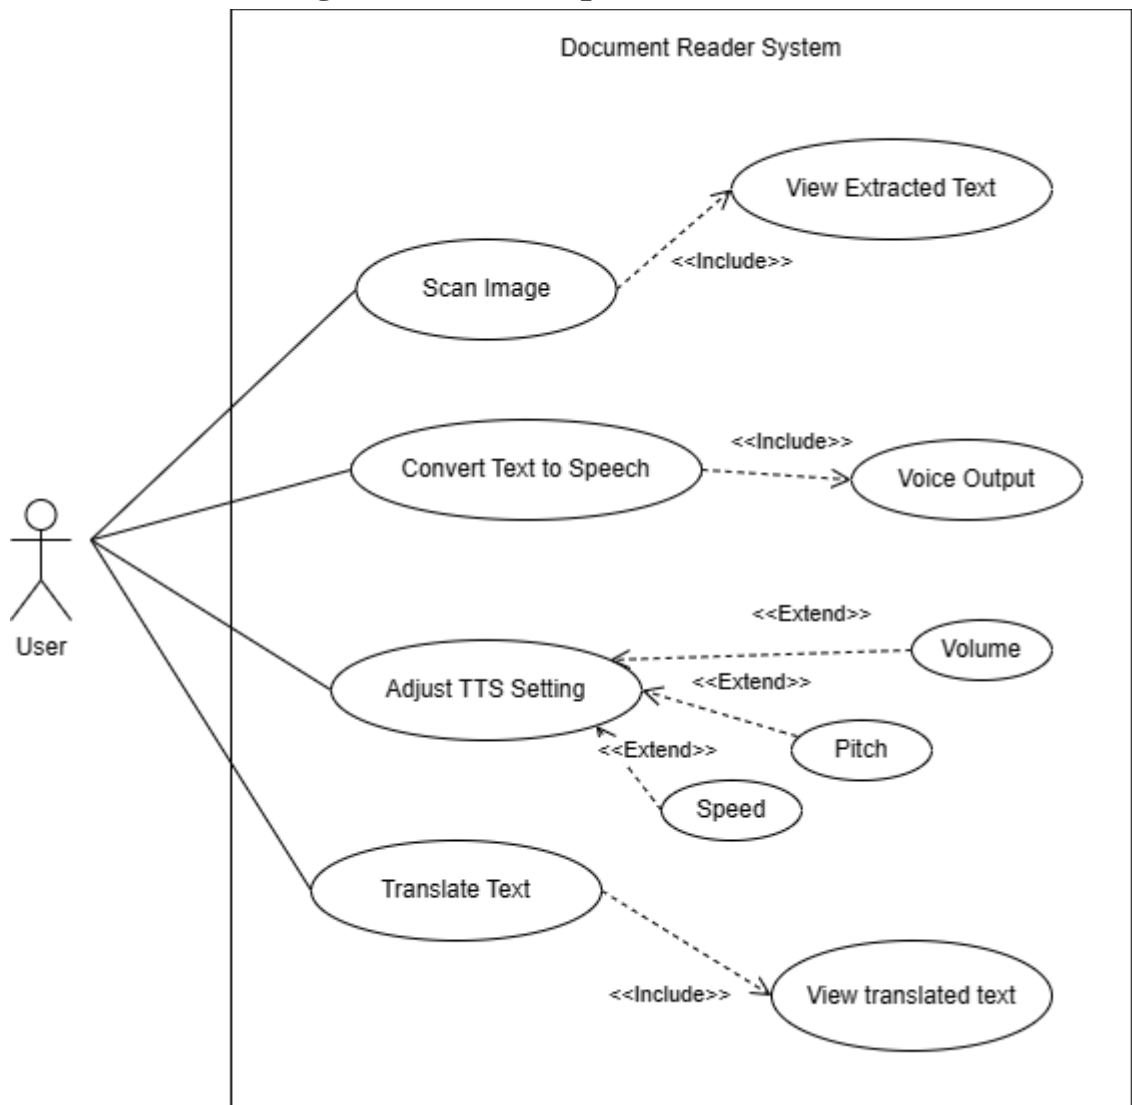 Document Reader System
View Extracted Text
<<Include>>
Scan Image
<<Include>>
Convert Text to Speech
Voice Output
User
<<Extend>>
Volume
Adjust TTS Setting
<<Extend>>
<<Extend>>
Pitch
Speed
Translate Text
<<Include>>
View translated text